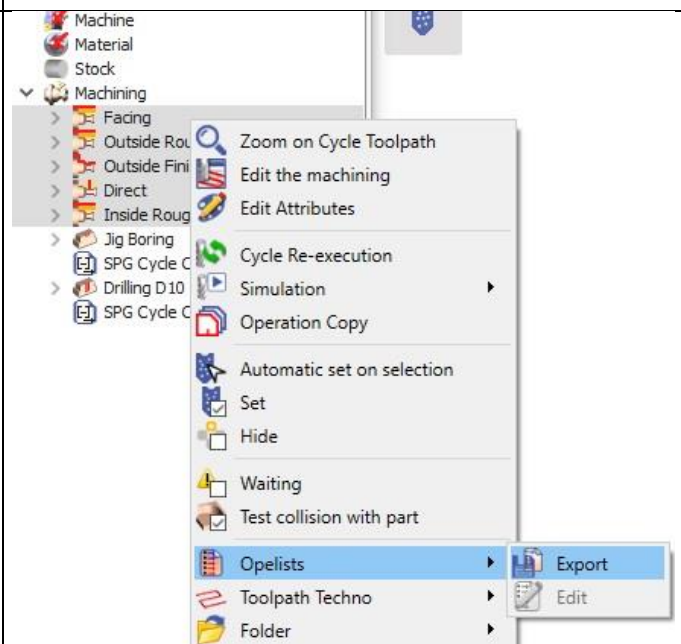 Machine
Material
Stock
Machining
Facing
Outside Rou
Outside Fini
Direct
Inside Roug
Jig Boring
SPG Cycle C
Drilling D10
SPG Cycle C
Zoom on Cycle Toolpath
Edit the machining
Edit Attributes
Cycle Re-execution
Simulation
Operation Copy
Automatic set on selection
Set
Hide
Waiting
Test collision with part
Opelists
Toolpath Techno
Folder
Export
Edit